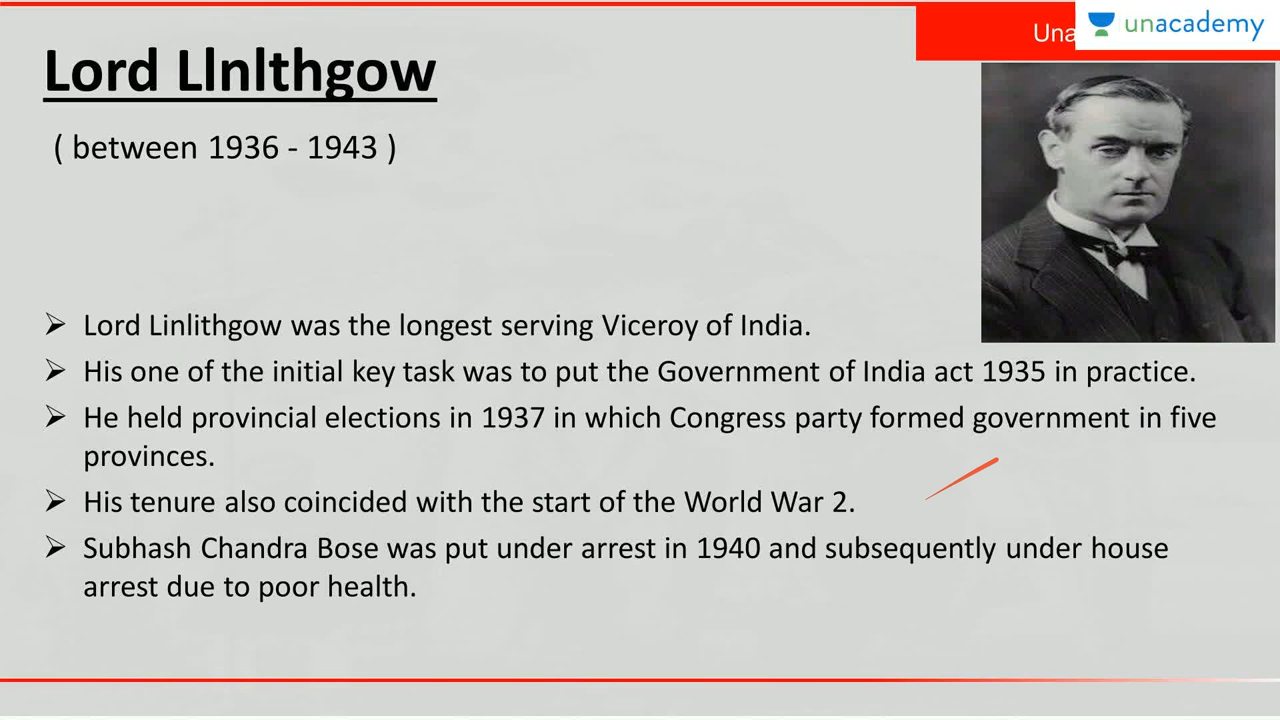 Una
unacademy
Lord LInlthgow
( between 1936 - 1943 )
➢ Lord Linlithgow was the longest serving Viceroy of India.
➢ His one of the initial key task was to put the Government of India act 1935 in practice.
➢ He held provincial elections in 1937 in which Congress party formed government in five
provinces.
➢ His tenure also coincided with the start of the World War 2.
➢ Subhash Chandra Bose was put under arrest in 1940 and subsequently under house
arrest due to poor health.